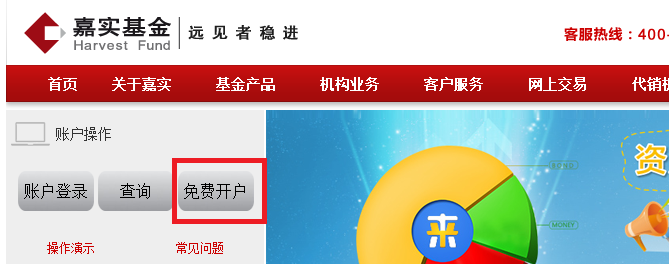 嘉实基金 远见者稳进
Harvest Fund
客服热线：400-
首页 关于嘉实 基金产品 机构业务 客户服务 网上交易 代销机
账户操作
账户登录 查询 免费开户
操作演示 常见问题
资
来
MONEY